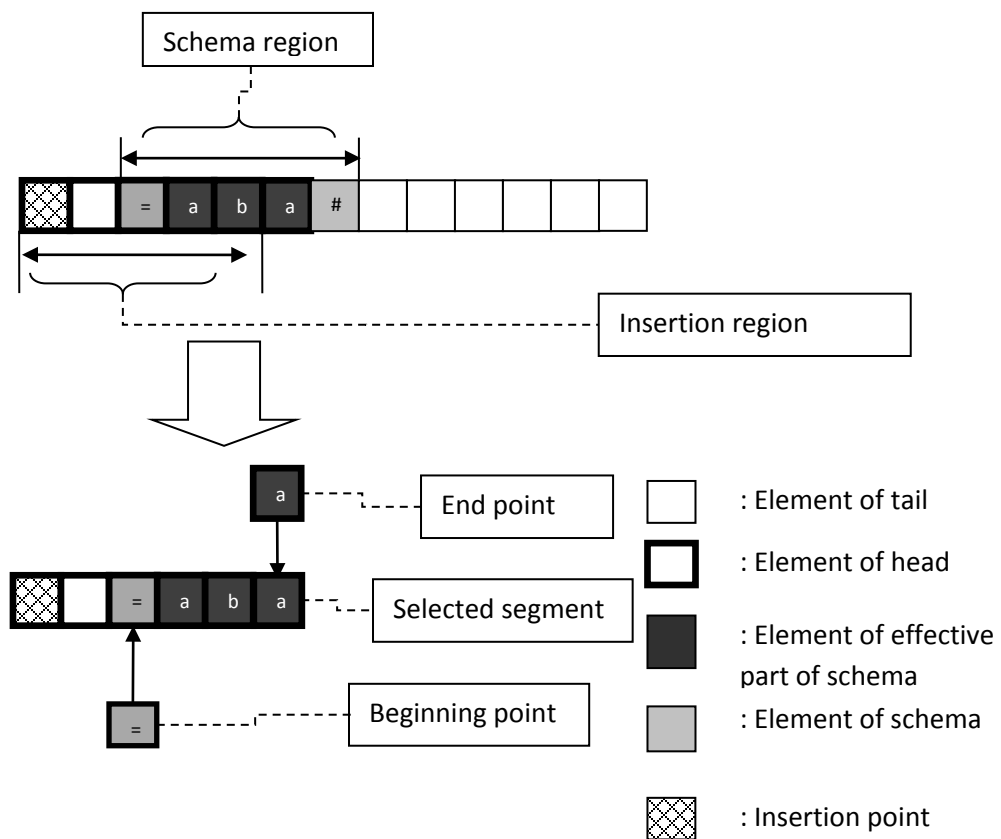 Schema region
= a b a #
Insertion region
a
End point
: Element of tail
: Element of head
= a b a
Selected segment
: Element of effective
part of schema
=
Beginning point
: Element of schema
: Insertion point